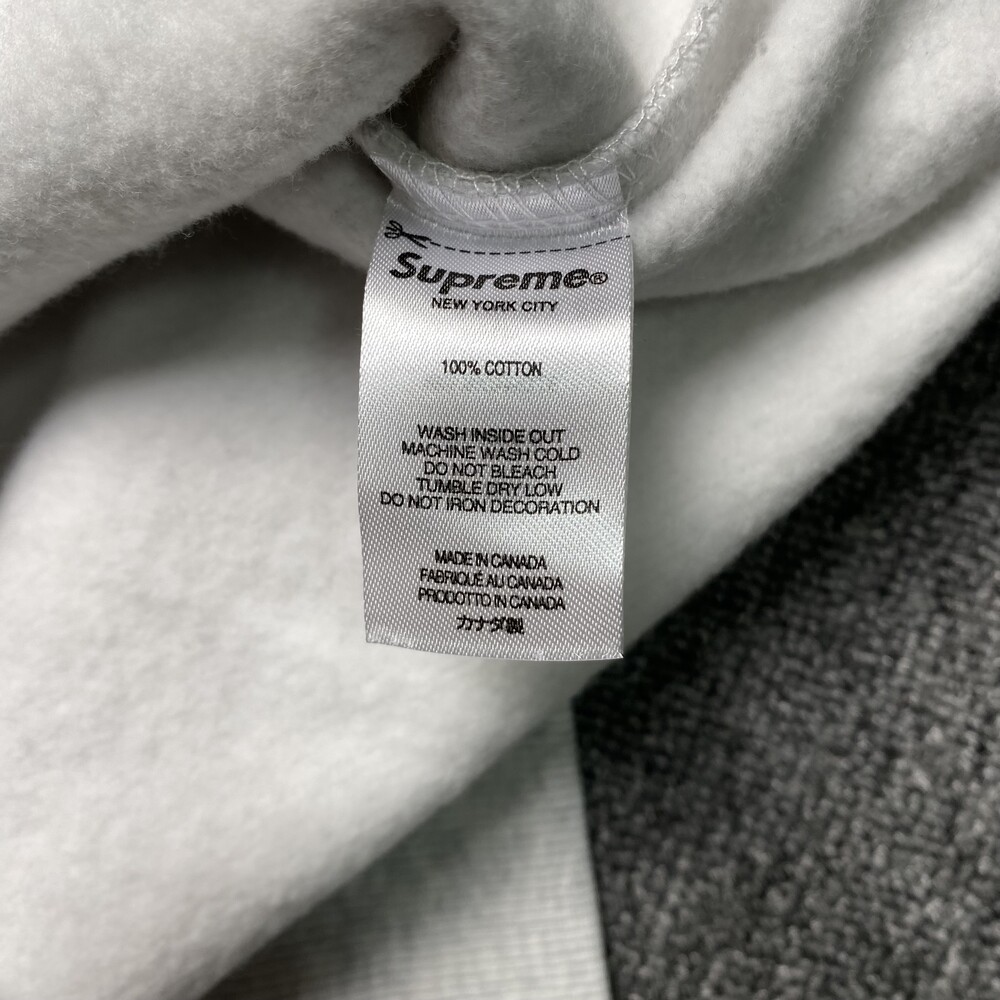 Supreme®
NEW YORK CITY
100% COTTON
WASH INSIDE OUT
MACHINE WASH COLD
DO NOT BLEACH
TUMBLE DRY LOW
DO NOT IRON DECORATION
MADE IN CANADA
FABRIQUÉ AU CANADA
PRODOTTO IN CANADA
カナダ製